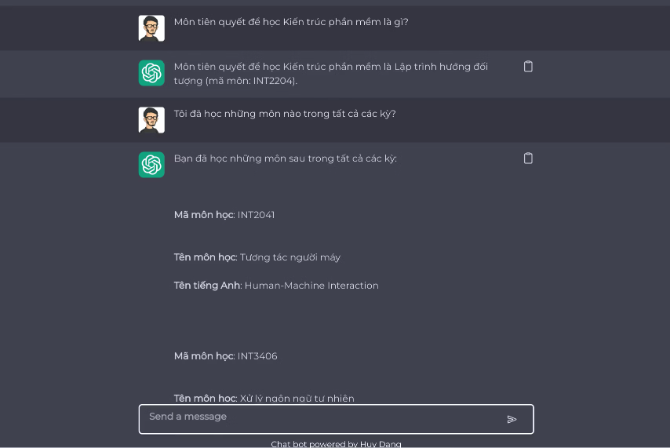 Môn tiên quyết để học Kiến trúc phần mềm là gì?
Môn tiên quyết để học Kiến trúc phần mềm là Lập trình hướng đối
tượng (mã môn: INT2204).
Tôi đã học những môn nào trong tất cả các kỳ?
Bạn đã học những môn sau trong tất cả các kỳ:
Mã môn học: INT2041
Tên môn học: Tương tác người máy
Tên tiếng Anh: Human-Machine Interaction
Mã môn học: INT3406
Tên môn học: Xử lý ngôn ngữ tự nhiên
Send a message
Chat bot powered by Huy Dang